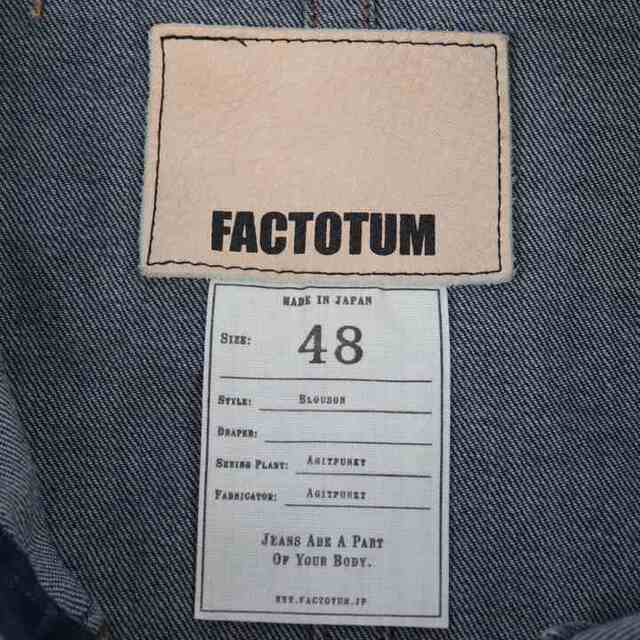 FACTOTUM
MADE IN JAPAN
SIZE: 48
STYLE: BLOUSON
DRAPER:
SEWING PLANT: AGITPUNKT
FABRICATOR: AGITPUNKT
JEANS ARE A PART
OF YOUR BODY.
WWW.FACTOTUM.JP